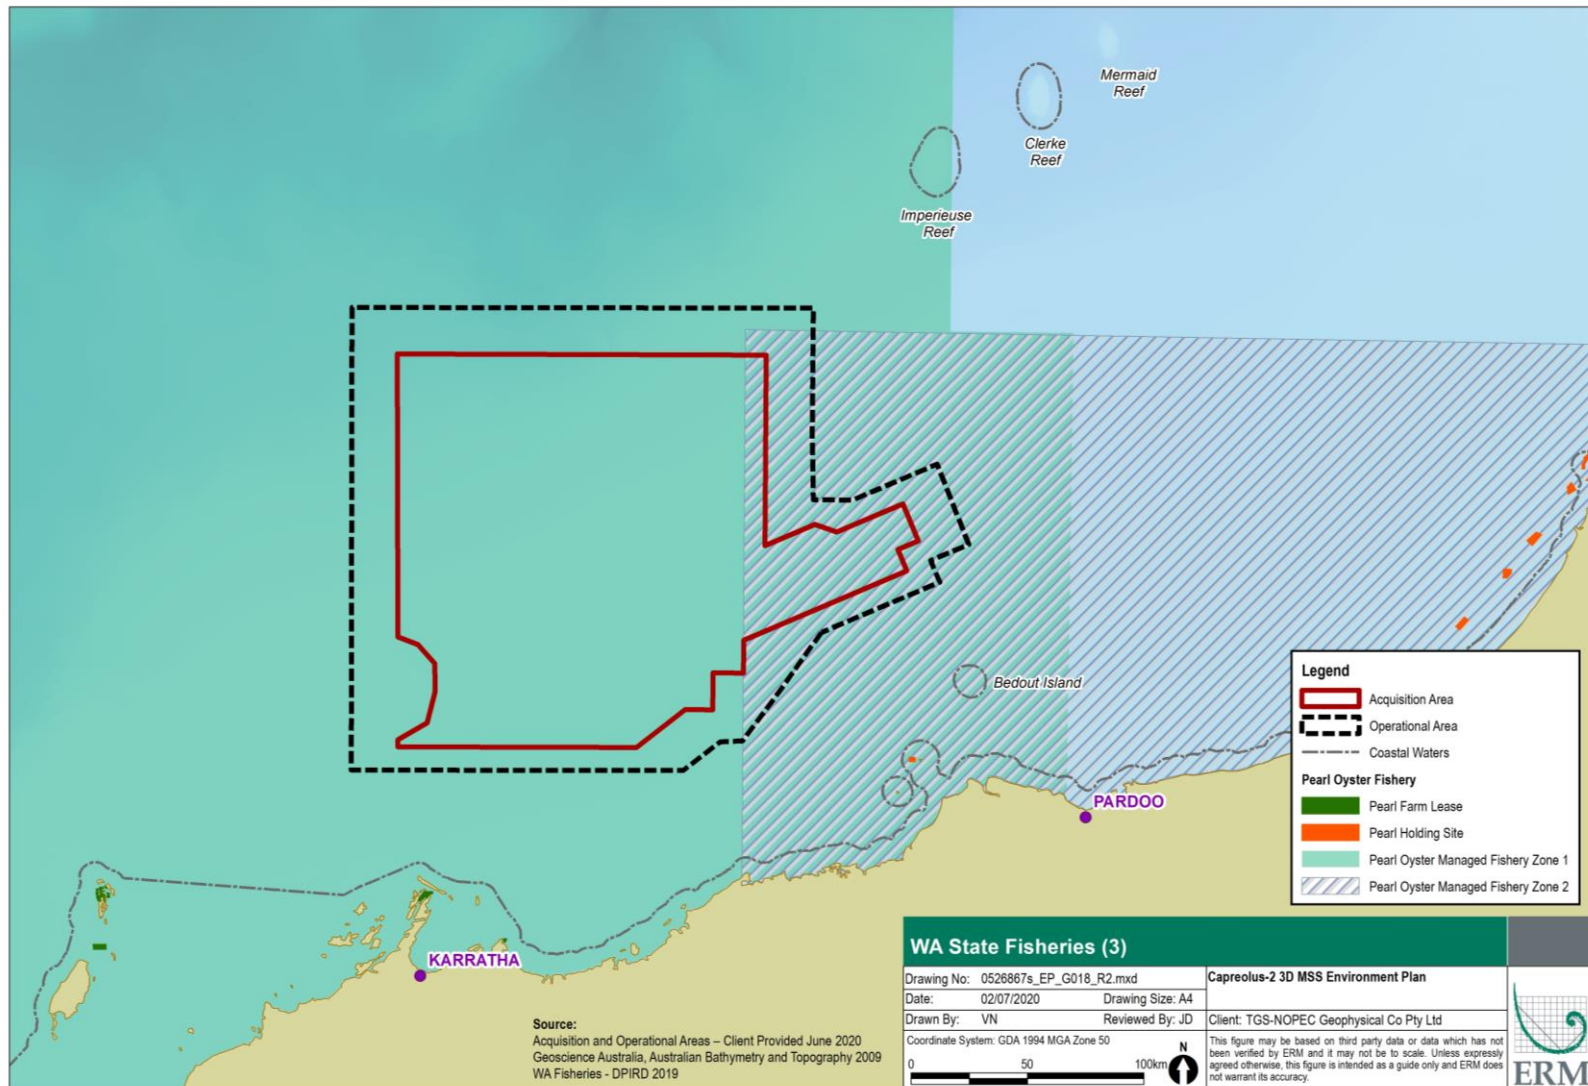 Mermaid
Reef
Clerke
Reef
Imperieuse
Reef
Bedout Island
PARDOO
KARRATHA
Legend
Acquisition Area
Operational Area
Coastal Waters
Pearl Oyster Fishery
Pearl Farm Lease
Pearl Holding Site
Pearl Oyster Managed Fishery Zone 1
Pearl Oyster Managed Fishery Zone 2
Source:
Acquisition and Operational Areas – Client Provided June 2020
Geoscience Australia, Australian Bathymetry and Topography 2009
WA Fisheries - DPIRD 2019
WA State Fisheries (3)
Drawing No: 0526867s_EP_G018_R2.mxd
Date: 02/07/2020 Drawing Size: A4
Drawn By: VN Reviewed By: JD
Coordinate System: GDA 1994 MGA Zone 50
0 50 100km
N
Capreolus-2 3D MSS Environment Plan
Client: TGS-NOPEC Geophysical Co Pty Ltd
This figure may be based on third party data or data which has not
been verified by ERM and it may not be to scale. Unless expressly
agreed otherwise, this figure is intended as a guide only and ERM does
not warrant its accuracy.
ERM